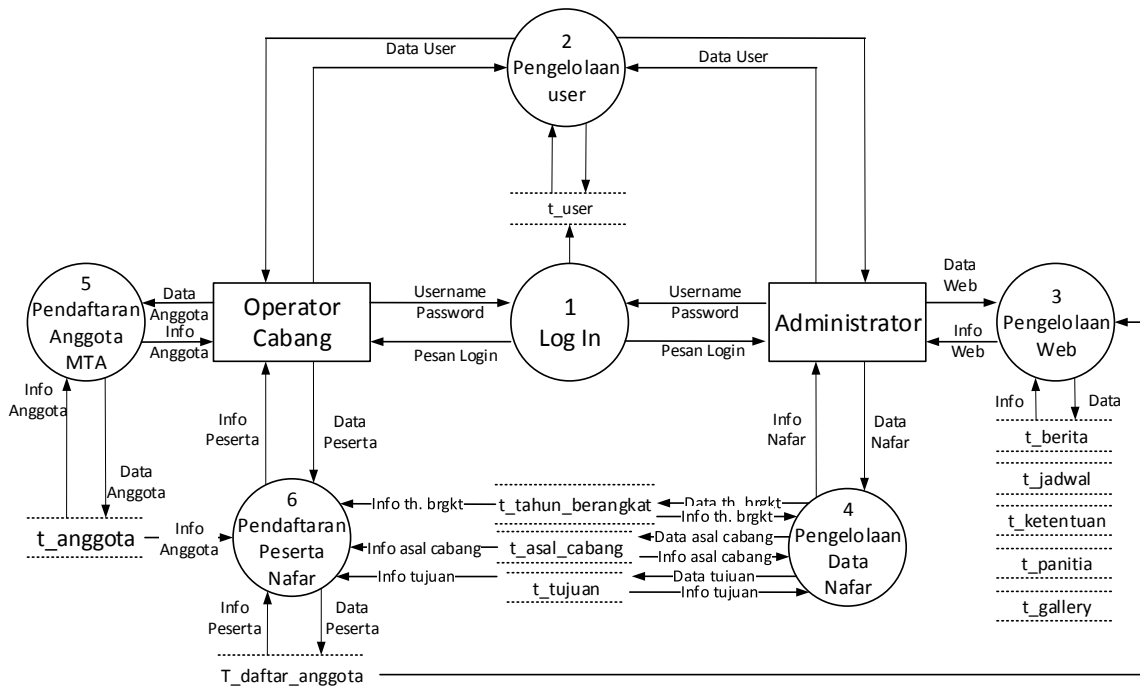 2
Pengelolaan
user
Data User
Data User
t_user
5
Pendaftaran
Anggota
MTA
Data
Anggota
Info
Anggota
Operator
Cabang
Username
Password
Pesan Login
1
Log In
Username
Password
Pesan Login
Administrator
Data
Web
Info
Web
3
Pengelolaan
Web
Info
Anggota
Data
Anggota
Info
Peserta
Data
Peserta
Info
Nafar
Data
Nafar
Info
Data
t_berita
t_jadwal
t_ketentuan
t_panitia
t_gallery
t_anggota
Info
Anggota
6
Pendaftaran
Peserta
Nafar
Info th. brgkt
t_tahun_berangkat
Data th. brgkt
Info th. brgkt
Info asal cabang
t_asal_cabang
Data asal cabang
Info asal cabang
Info tujuan
t_tujuan
Data tujuan
Info tujuan
4
Pengelolaan
Data
Nafar
Info
Peserta
Data
Peserta
T_daftar_anggota